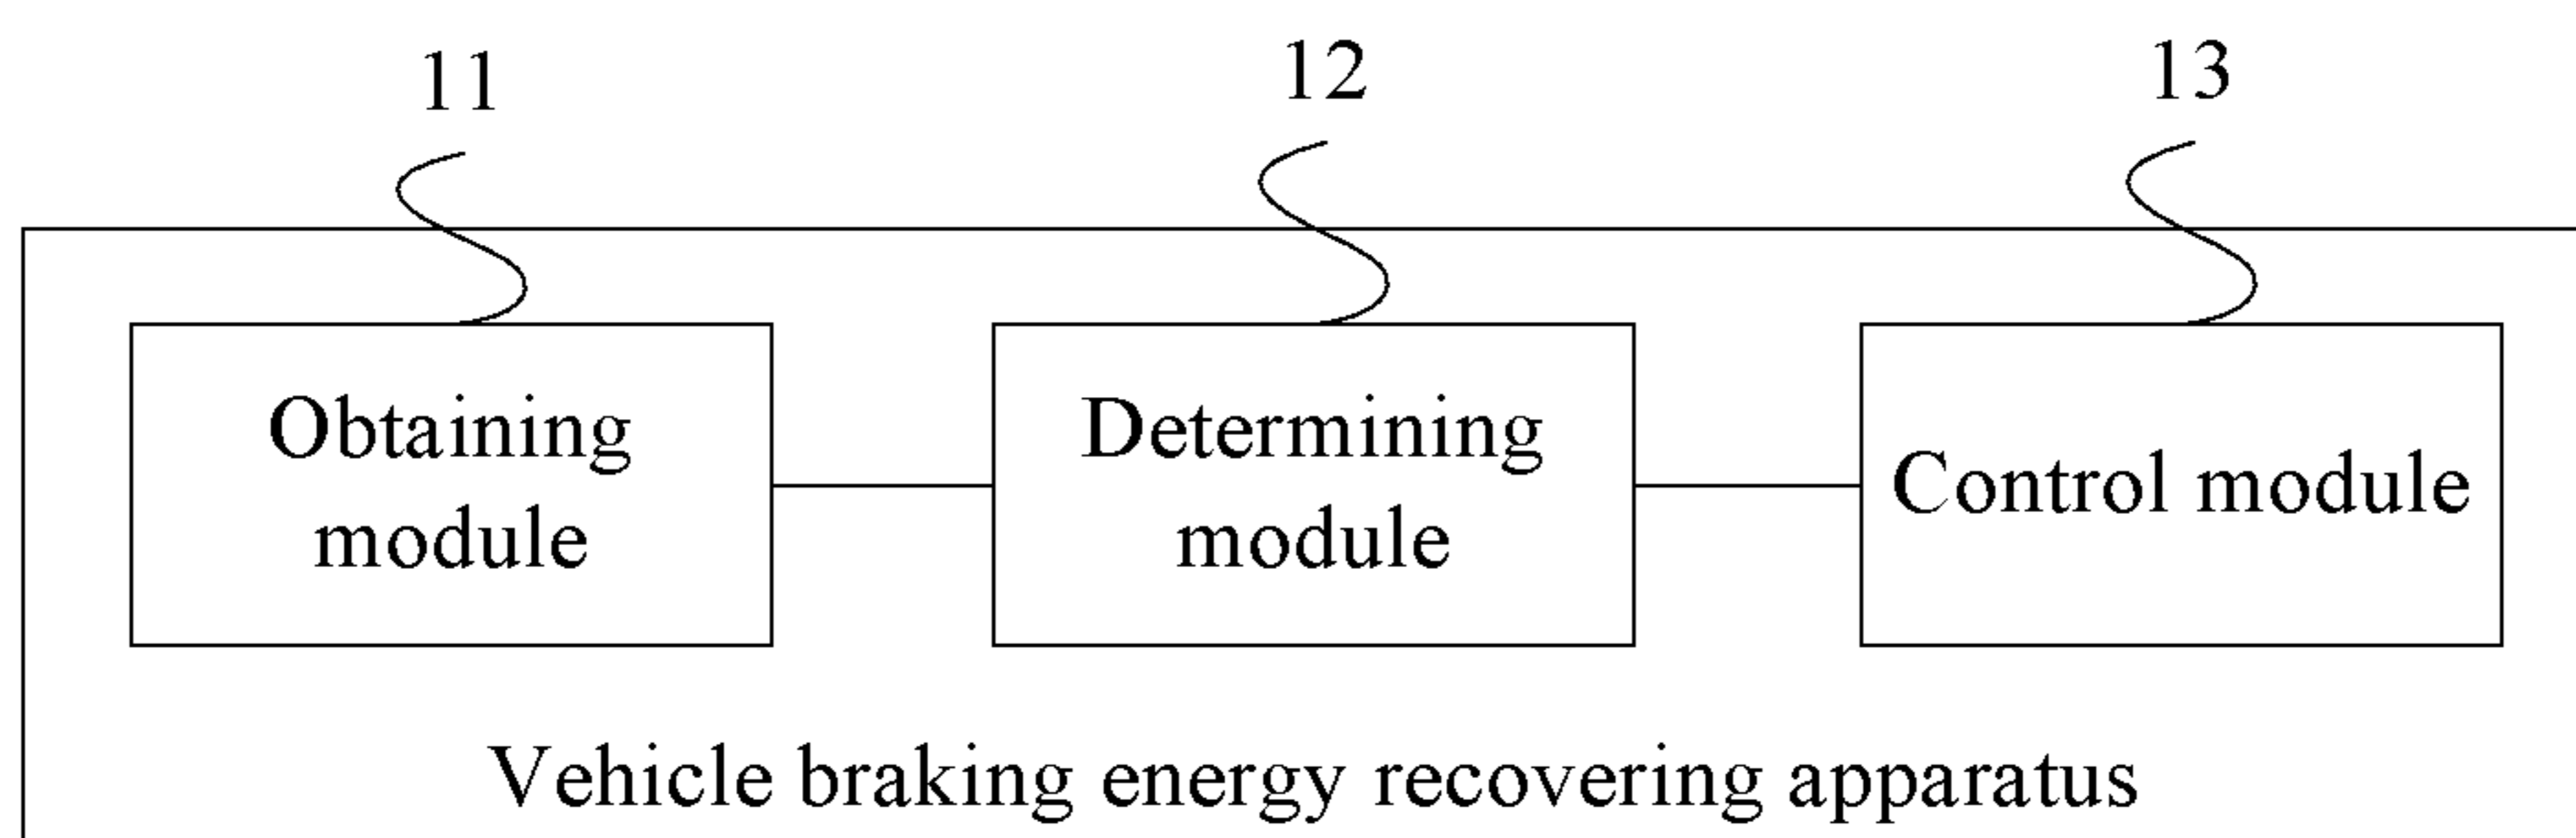 11
12
13
Obtaining
module
Determining
module
Control module
Vehicle braking energy recovering apparatus